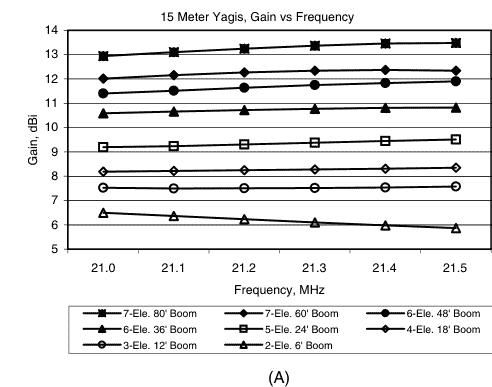 15 Meter Yagis, Gain vs Frequency
14
13
12
11
10
9
8
7
6
5
Gain, dBi
21.0 21.1 21.2 21.3 21.4 21.5
Frequency, MHz
7-Ele. 80' Boom 7-Ele. 60' Boom 6-Ele. 48' Boom
6-Ele. 36' Boom 5-Ele. 24' Boom 4-Ele. 18' Boom
3-Ele. 12' Boom 2-Ele. 6' Boom
(A)